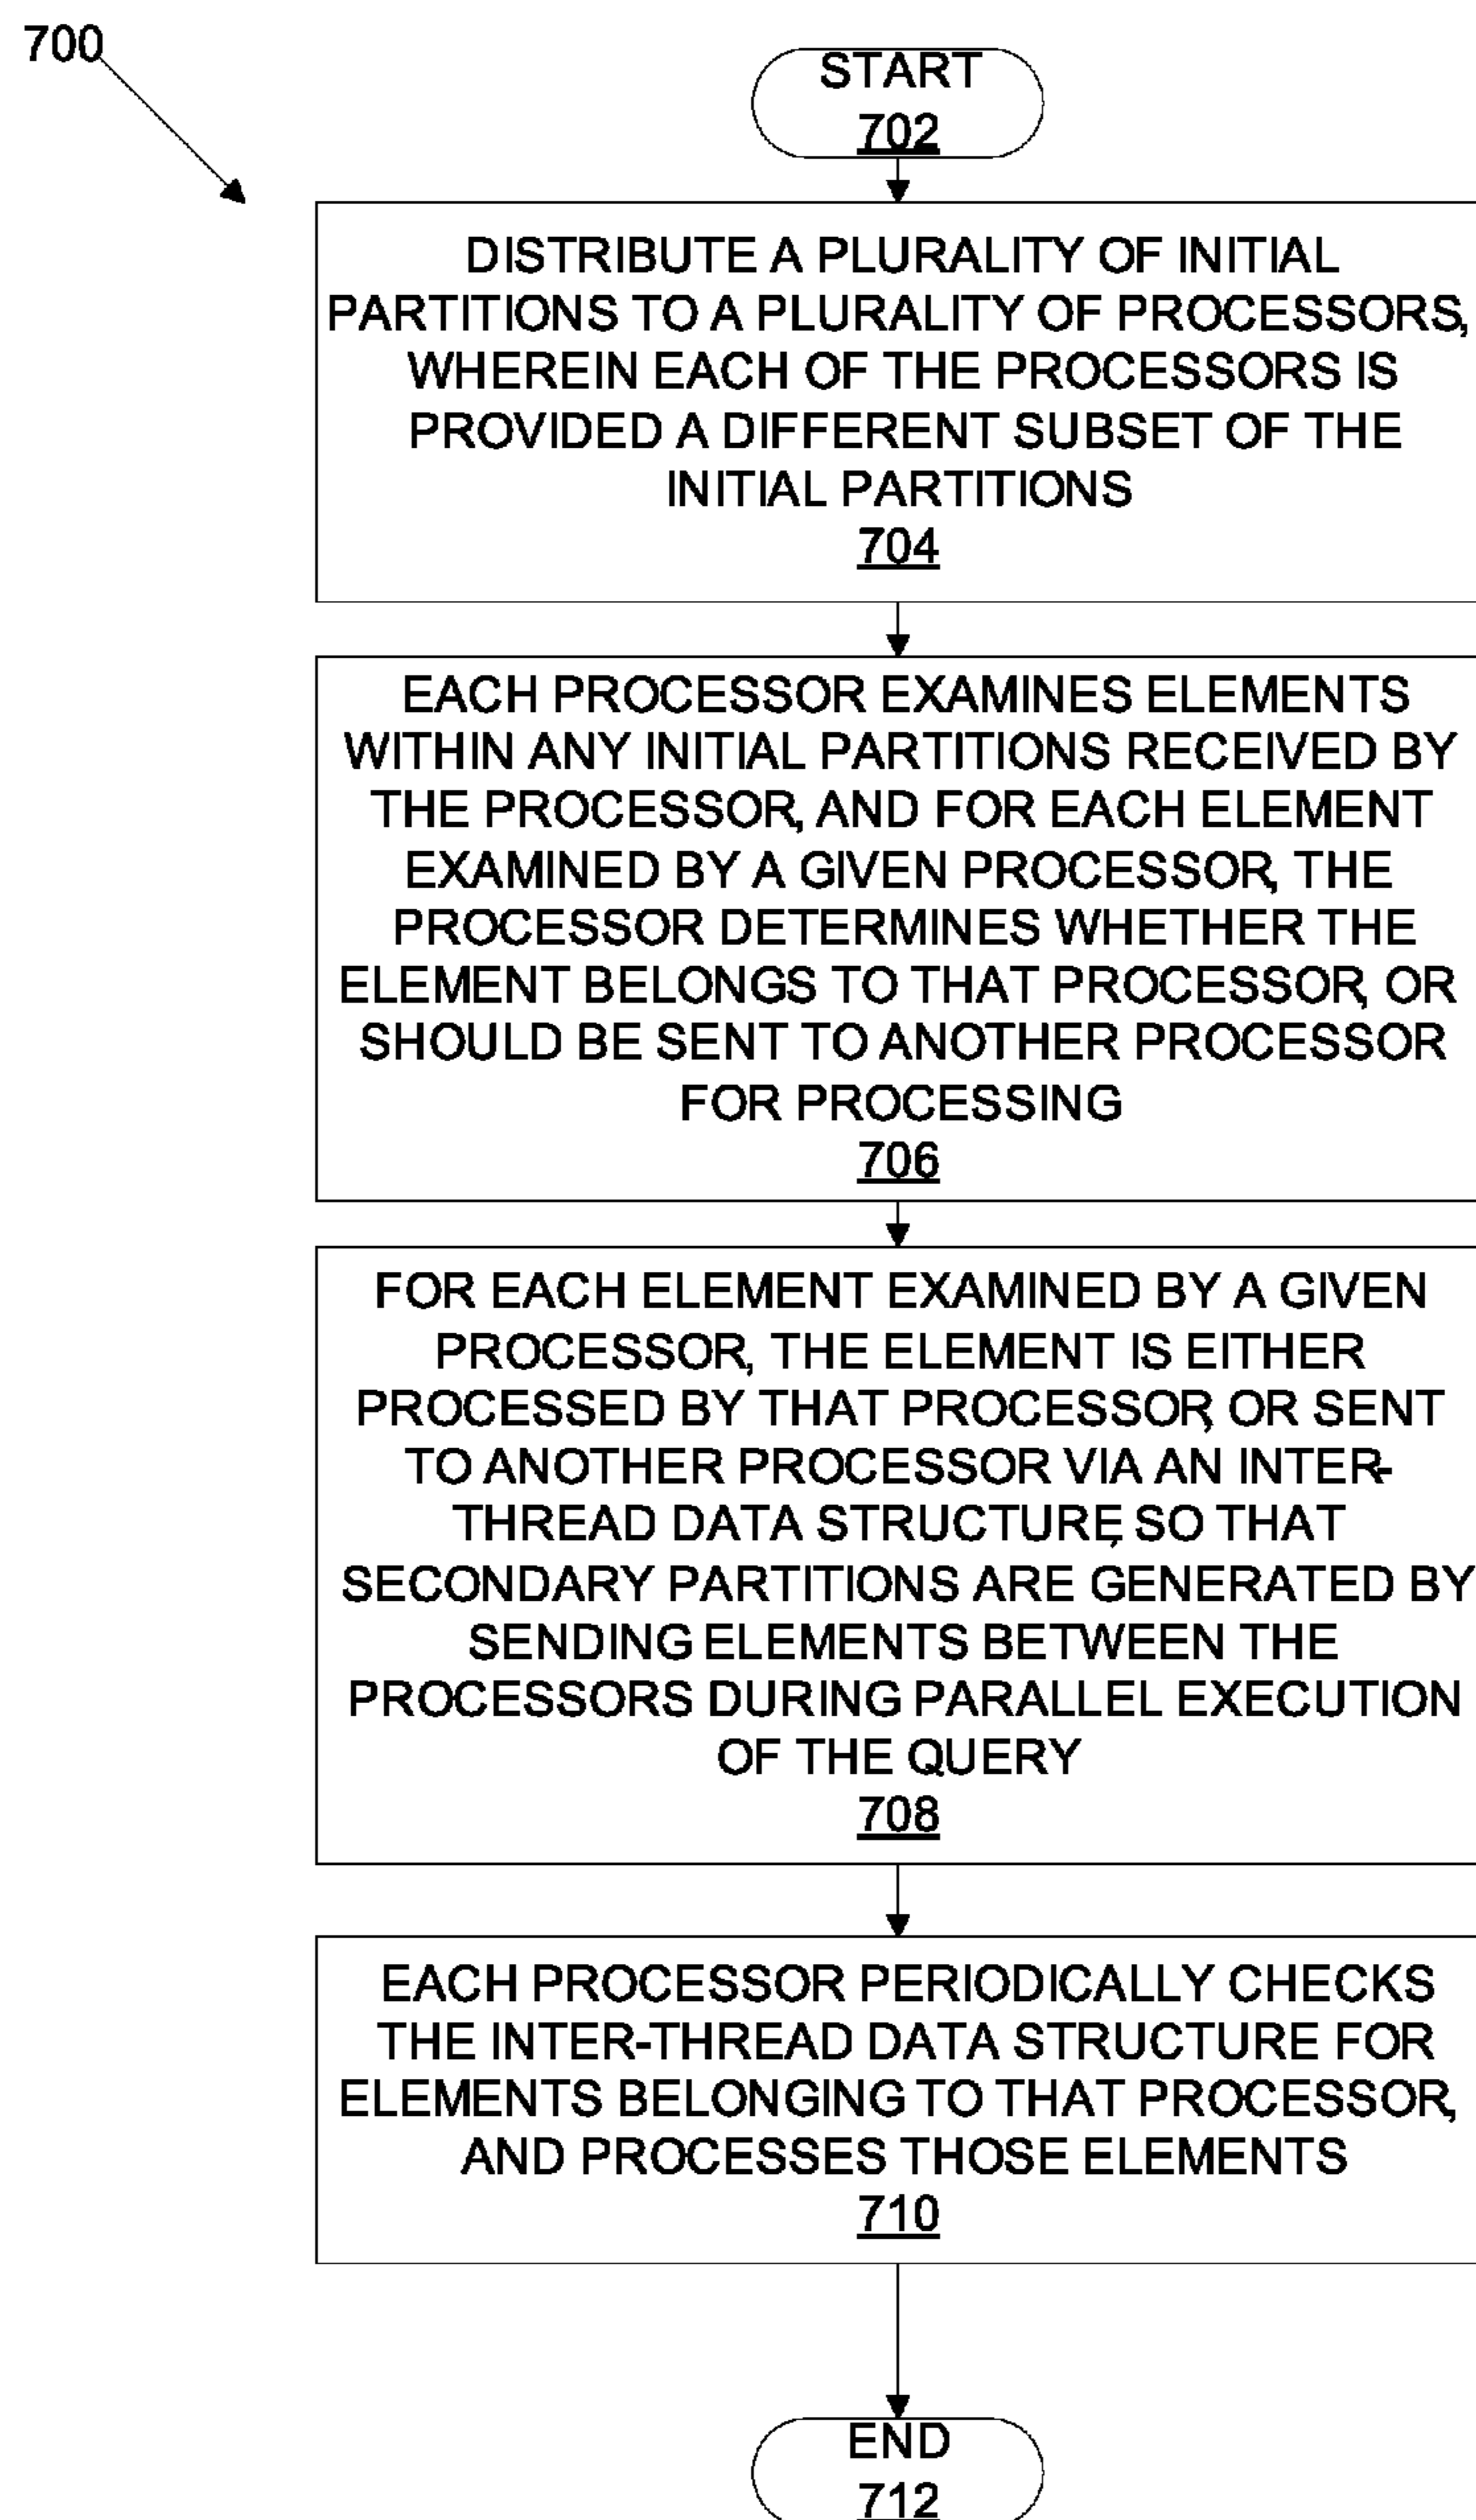 700
START
702
DISTRIBUTE A PLURALITY OF INITIAL
PARTITIONS TO A PLURALITY OF PROCESSORS,
WHEREIN EACH OF THE PROCESSORS IS
PROVIDED A DIFFERENT SUBSET OF THE
INITIAL PARTITIONS
704
EACH PROCESSOR EXAMINES ELEMENTS
WITHIN ANY INITIAL PARTITIONS RECEIVED BY
THE PROCESSOR, AND FOR EACH ELEMENT
EXAMINED BY A GIVEN PROCESSOR, THE
PROCESSOR DETERMINES WHETHER THE
ELEMENT BELONGS TO THAT PROCESSOR, OR
SHOULD BE SENT TO ANOTHER PROCESSOR
FOR PROCESSING
706
FOR EACH ELEMENT EXAMINED BY A GIVEN
PROCESSOR, THE ELEMENT IS EITHER
PROCESSED BY THAT PROCESSOR, OR SENT
TO ANOTHER PROCESSOR VIA AN INTER-
THREAD DATA STRUCTURE, SO THAT
SECONDARY PARTITIONS ARE GENERATED BY
SENDING ELEMENTS BETWEEN THE
PROCESSORS DURING PARALLEL EXECUTION
OF THE QUERY
708
EACH PROCESSOR PERIODICALLY CHECKS
THE INTER-THREAD DATA STRUCTURE FOR
ELEMENTS BELONGING TO THAT PROCESSOR,
AND PROCESSES THOSE ELEMENTS
710
END
712